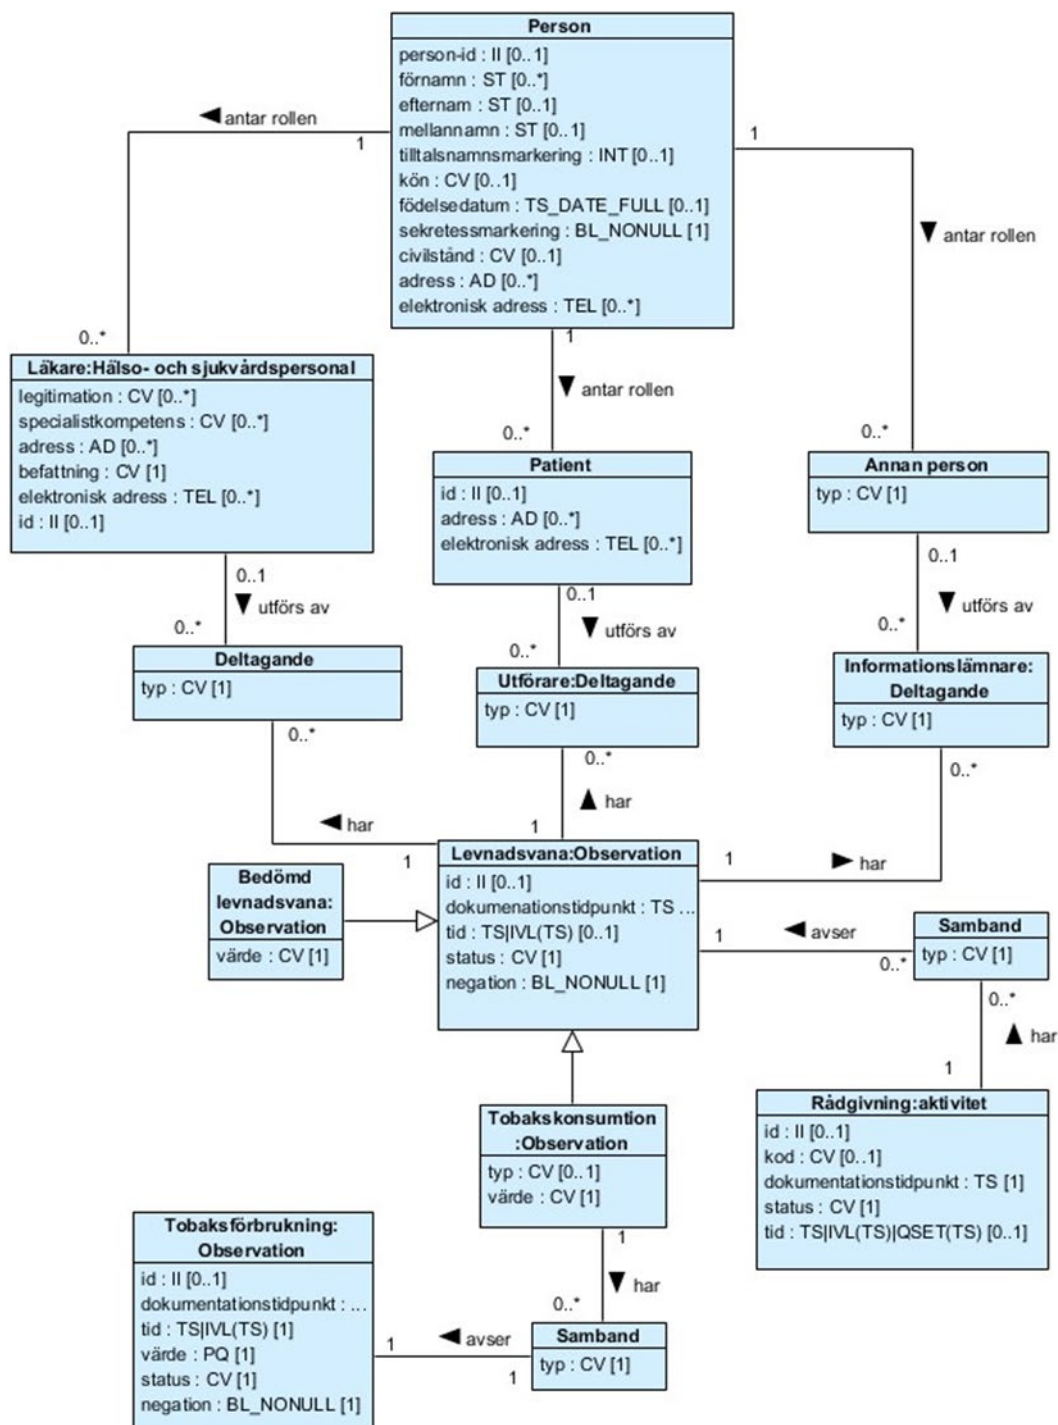 Person
person-id : II [0..1]
förnamn : ST [0..*]
efternam : ST [0..1]
mellannamn : ST [0..1]
tilltalsnamnsmarkering : INT [0..1]
kön : CV [0..1]
födelsedatum : TS_DATE_FULL [0..1]
sekretessmarkering : BL_NONULL [1]
civilstånd : CV [0..1]
adress : AD [0..*]
elektronisk adress : TEL [0..*]
antar rollen
1
1
antar rollen
0..*
1
antar rollen
0..*
0..*
Läkare:Hälso- och sjukvårdspersonal
legitimation : CV [0..*]
specialistkompetens : CV [0..*]
adress : AD [0..*]
befattning : CV [1]
elektronisk adress : TEL [0..*]
id : II [0..1]
Patient
id : II [0..1]
adress : AD [0..*]
elektronisk adress : TEL [0..*]
Annan person
typ : CV [1]
0..1
utförs av
0..*
0..1
utförs av
0..*
0..1
utförs av
0..*
Deltagande
typ : CV [1]
Utförare:Deltagande
typ : CV [1]
Informationslämnare:
Deltagande
typ : CV [1]
0..*
har
1
0..*
har
1
0..*
har
1
Levnadsvana:Observation
id : II [0..1]
dokumenationstidpunkt : TS ...
tid : TS|IVL(TS) [0..1]
status : CV [1]
negation : BL_NONULL [1]
Bedömd
levnadsvana:
Observation
värde : CV [1]
1
avser
0..*
Samband
typ : CV [1]
0..*
har
1
Rådgivning:aktivitet
id : II [0..1]
kod : CV [0..1]
dokumentationstidpunkt : TS [1]
status : CV [1]
tid : TS|IVL(TS)|QSET(TS) [0..1]
Tobakskonsumtion
:Observation
typ : CV [0..1]
värde : CV [1]
1
har
0..*
Samband
typ : CV [1]
1
avser
1
Tobaksförbrukning:
Observation
id : II [0..1]
dokumentationstidpunkt : ...
tid : TS|IVL(TS) [1]
värde : PQ [1]
status : CV [1]
negation : BL_NONULL [1]